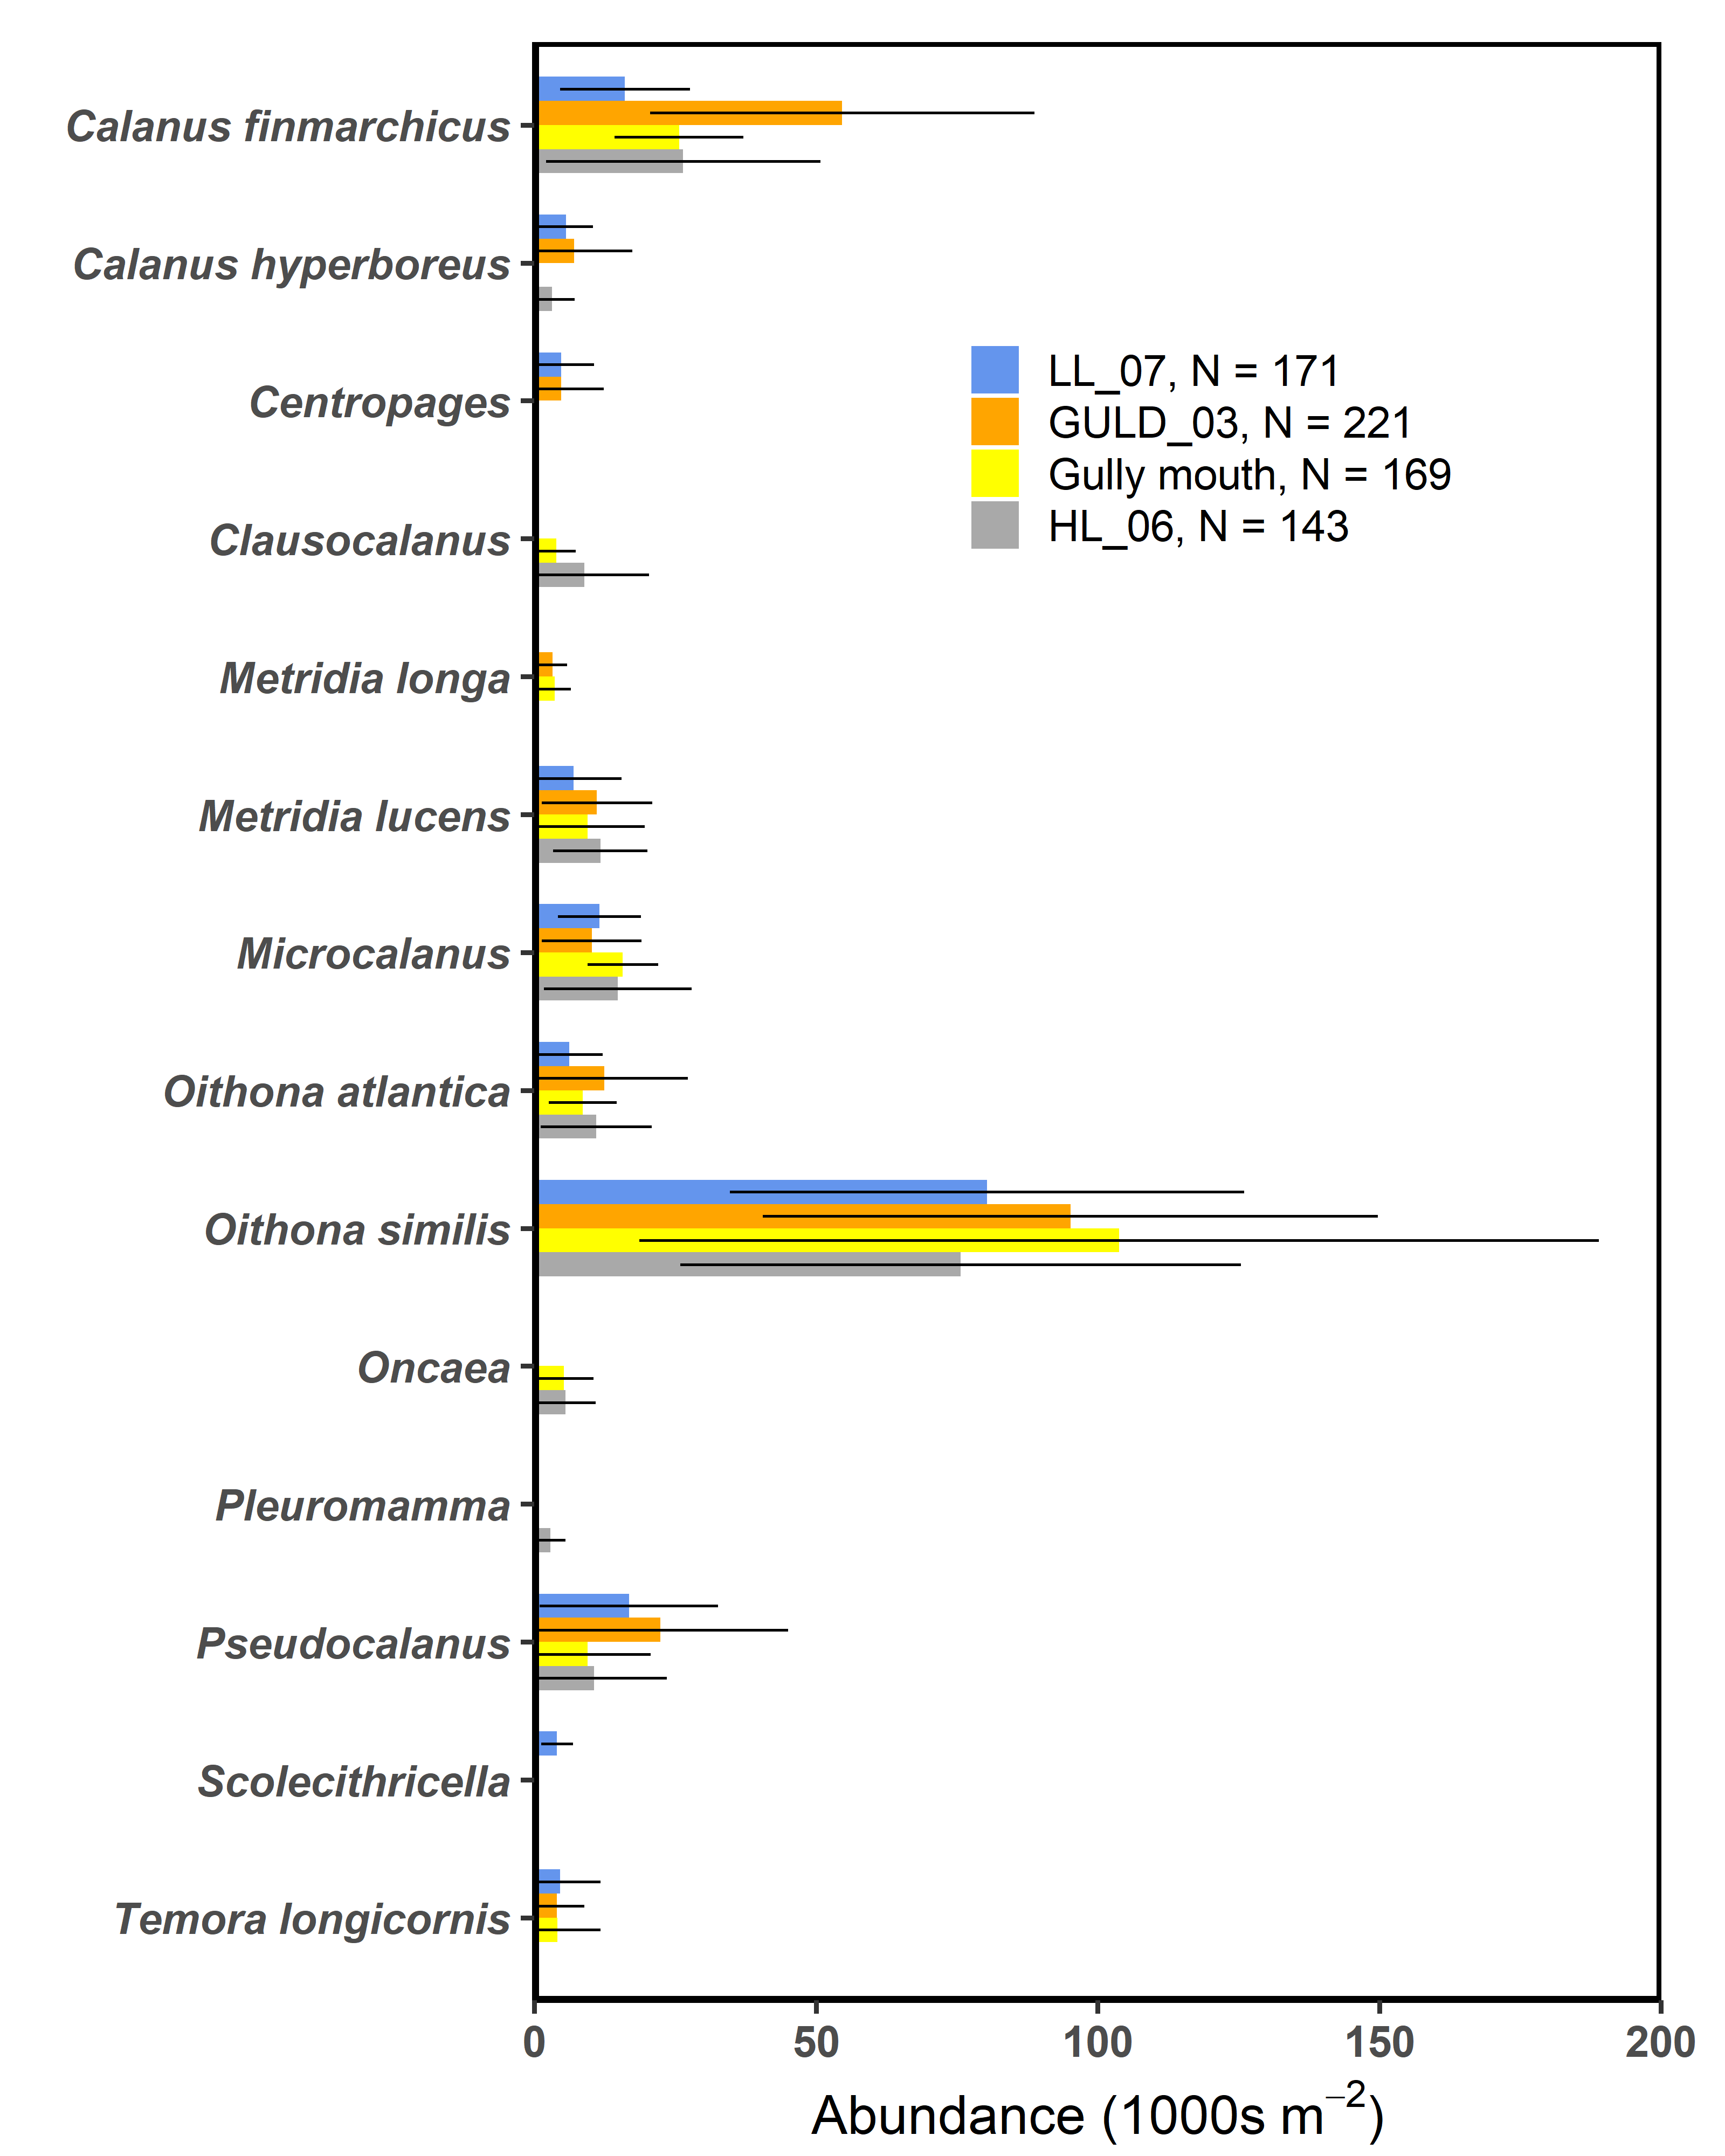 Calanus finmarchicus
Calanus hyperboreus
Centropages
Clausocalanus
Metridia longa
Metridia lucens
Microcalanus
Oithona atlantica
Oithona similis
Oncaea
Pleuromamma
Pseudocalanus
Scolecithricella
Temora longicornis
LL_07, N = 171
GULD_03, N = 221
Gully mouth, N = 169
HL_06, N = 143
0 50 100 150 200
Abundance (1000s m⁻²)